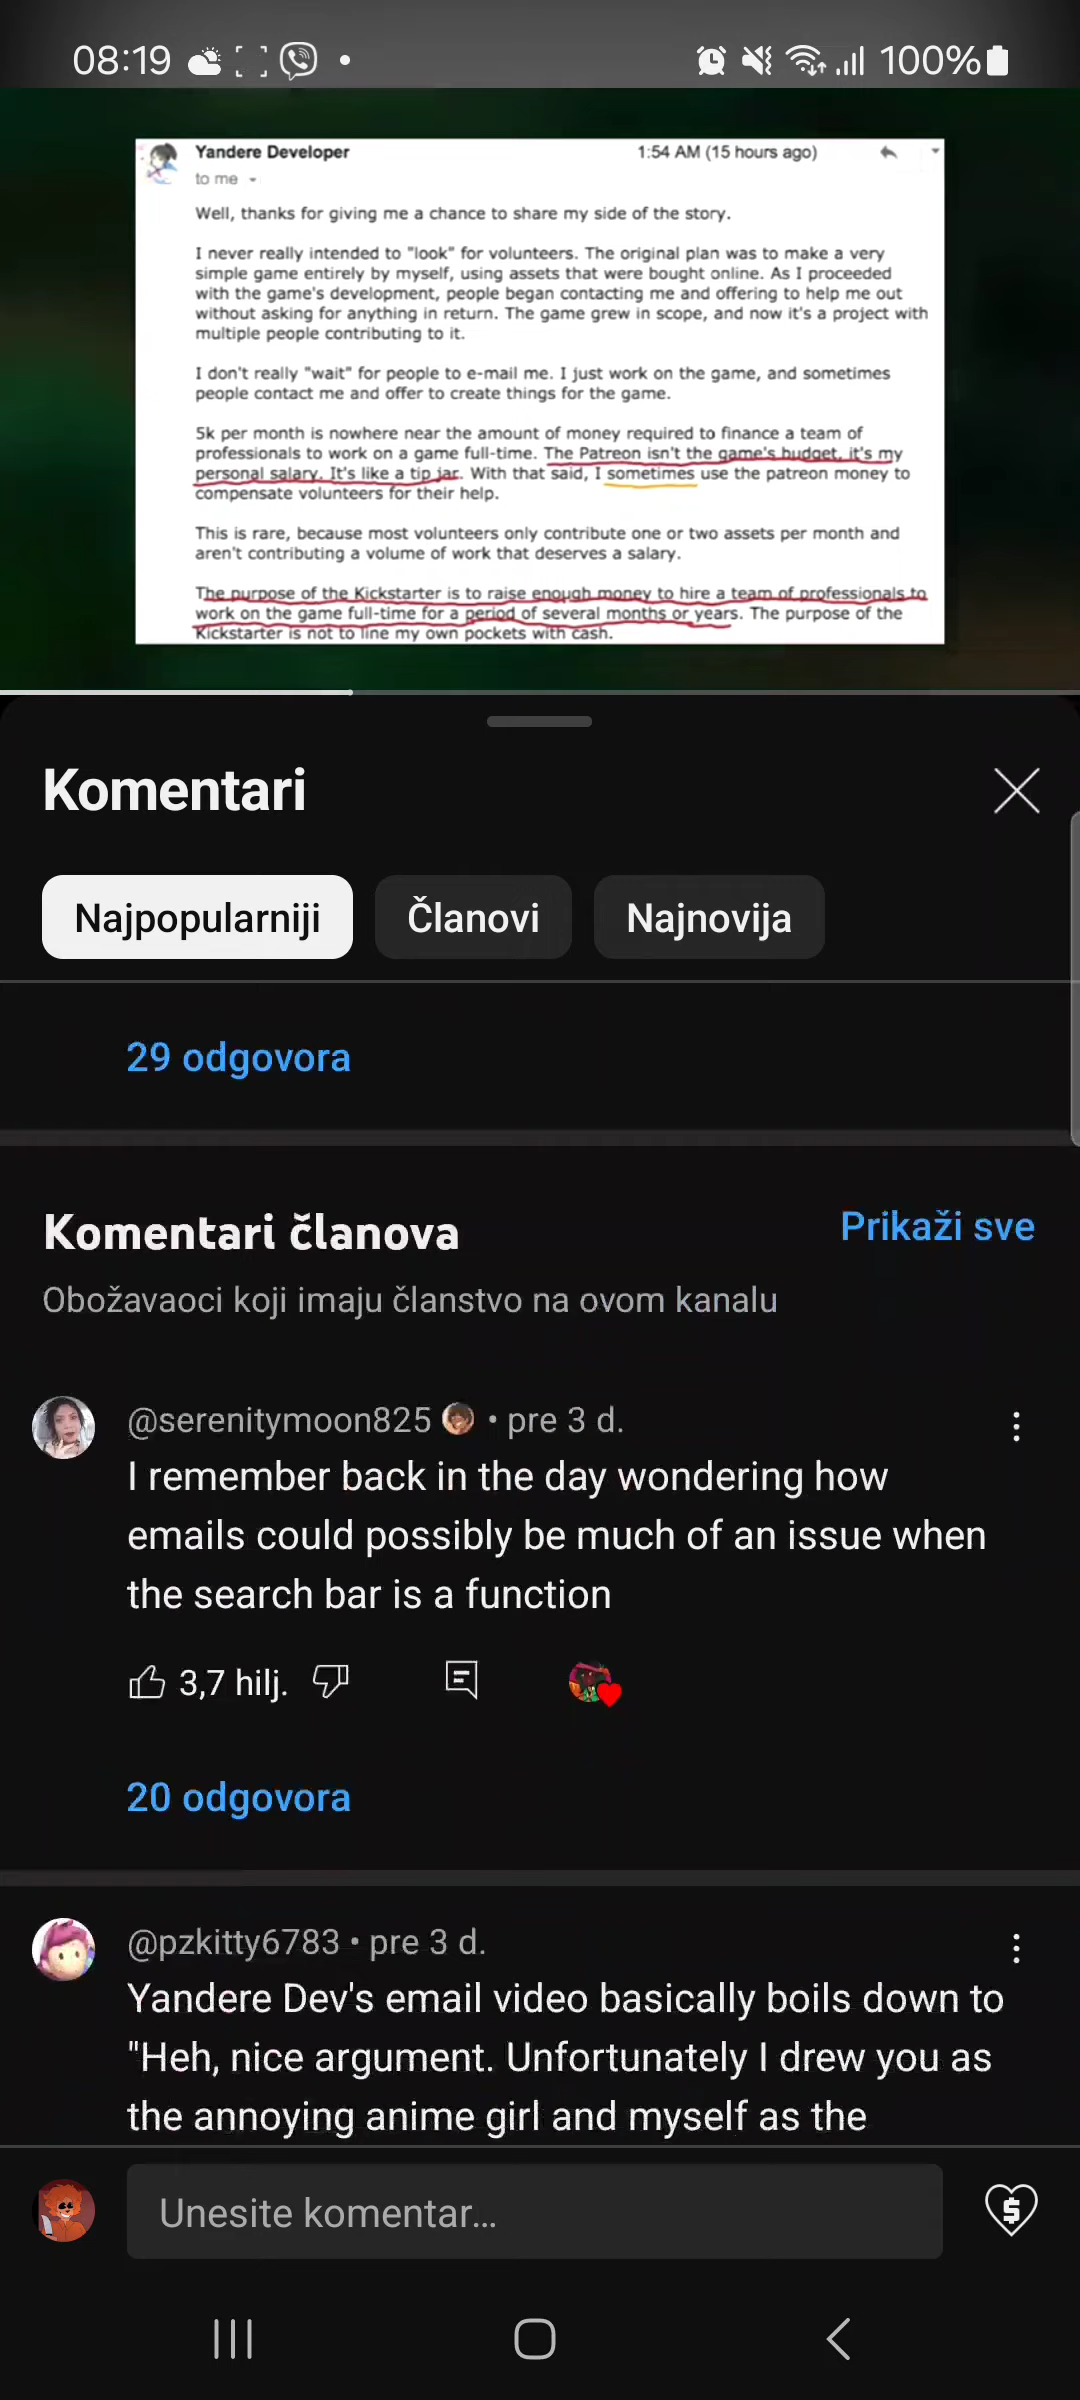 08:19
100%
Yandere Developer
1:54 AM (15 hours ago)
to me
Well, thanks for giving me a chance to share my side of the story.
I never really intended to "look" for volunteers. The original plan was to make a very
simple game entirely by myself, using assets that were bought online. As I proceeded
with the game's development, people began contacting me and offering to help me out
without asking for anything in return. The game grew in scope, and now it's a project with
multiple people contributing to it.
I don't really "wait" for people to e-mail me. I just work on the game, and sometimes
people contact me and offer to create things for the game.
5k per month is nowhere near the amount of money required to finance a team of
professionals to work on a game full-time. The Patreon isn't the game's budget, it's my
personal salary. It's like a tip jar. With that said, I sometimes use the patreon money to
compensate volunteers for their help.
This is rare, because most volunteers only contribute one or two assets per month and
aren't contributing a volume of work that deserves a salary.
The purpose of the Kickstarter is to raise enough money to hire a team of professionals to
work on the game full-time for a period of several months or years. The purpose of the
Kickstarter is not to line my own pockets with cash.
Komentari
Najpopularniji
Članovi
Najnovija
29 odgovora
Komentari članova
Prikaži sve
Obožavaoci koji imaju članstvo na ovom kanalu
@serenitymoon825 • pre 3 d.
I remember back in the day wondering how
emails could possibly be much of an issue when
the search bar is a function
3,7 hilj.
20 odgovora
@pzkitty6783 • pre 3 d.
Yandere Dev's email video basically boils down to
"Heh, nice argument. Unfortunately I drew you as
the annoying anime girl and myself as the
Unesite komentar...